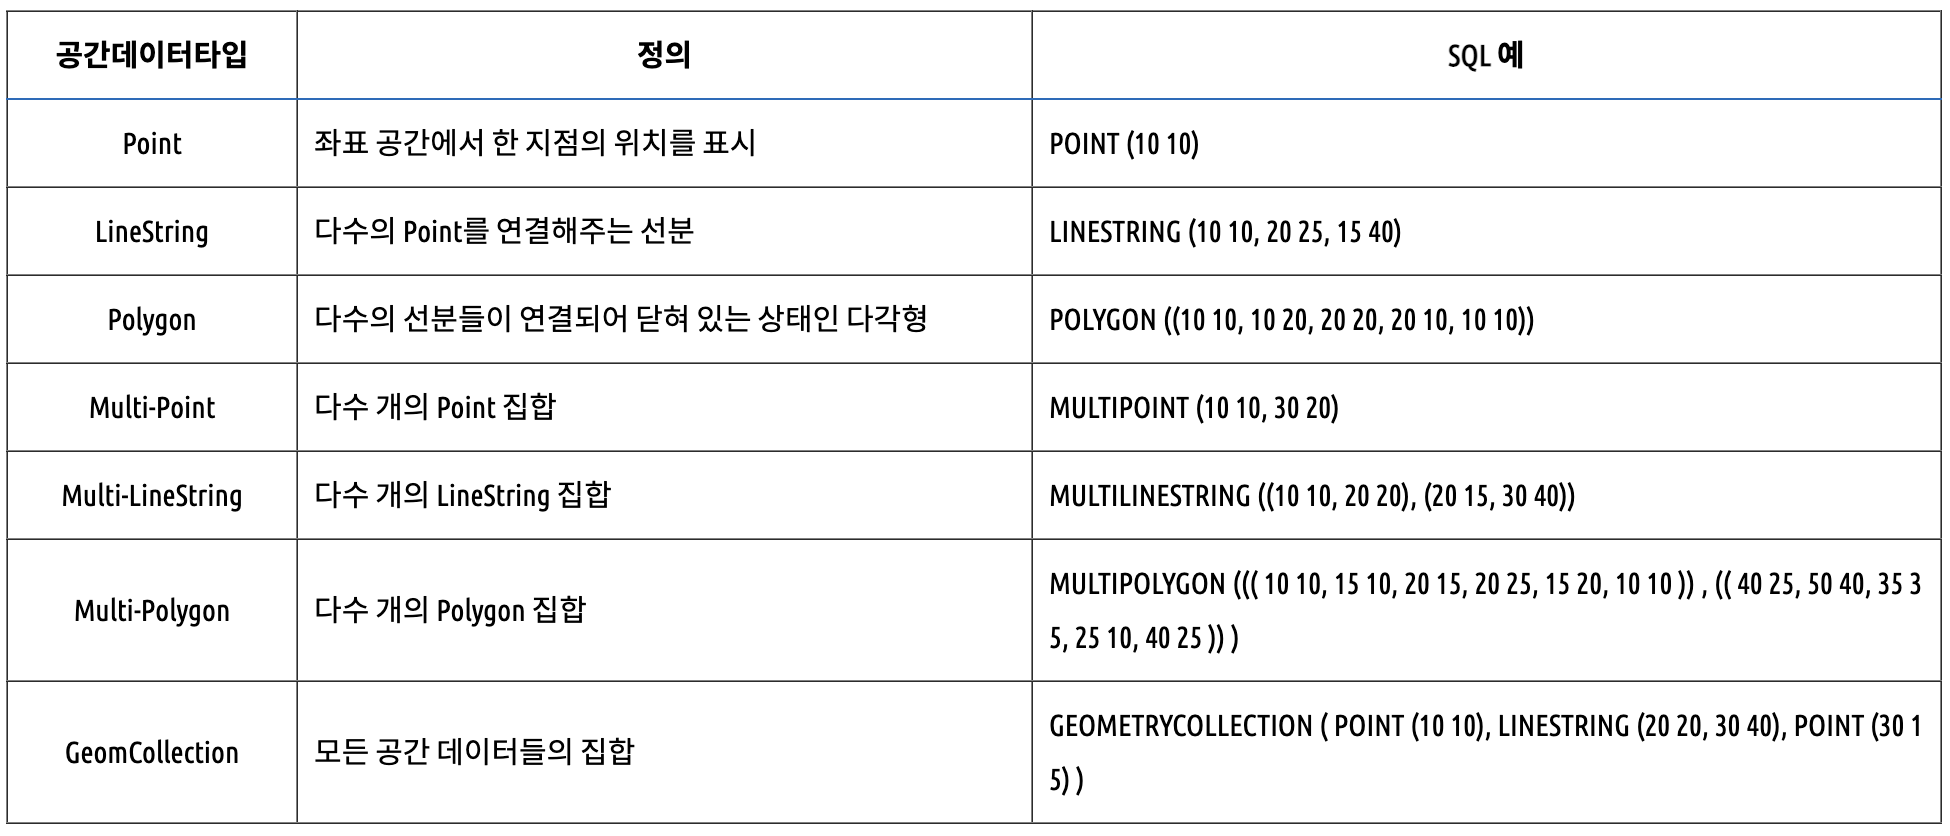 공간데이터타입 정의 SQL 예
Point 좌표 공간에서 한 지점의 위치를 표시 POINT (10 10)
LineString 다수의 Point를 연결해주는 선분 LINESTRING (10 10, 20 25, 15 40)
Polygon 다수의 선분들이 연결되어 닫혀 있는 상태인 다각형 POLYGON ((10 10, 10 20, 20 20, 20 10, 10 10))
Multi-Point 다수 개의 Point 집합 MULTIPOINT (10 10, 30 20)
Multi-LineString 다수 개의 LineString 집합 MULTILINESTRING ((10 10, 20 20), (20 15, 30 40))
Multi-Polygon 다수 개의 Polygon 집합 MULTIPOLYGON ((( 10 10, 15 10, 20 15, 20 25, 15 20, 10 10 )) , (( 40 25, 50 40, 35 3
5, 25 10, 40 25 )) )
GeomCollection 모든 공간 데이터들의 집합 GEOMETRYCOLLECTION ( POINT (10 10), LINESTRING (20 20, 30 40), POINT (30 1
5) )